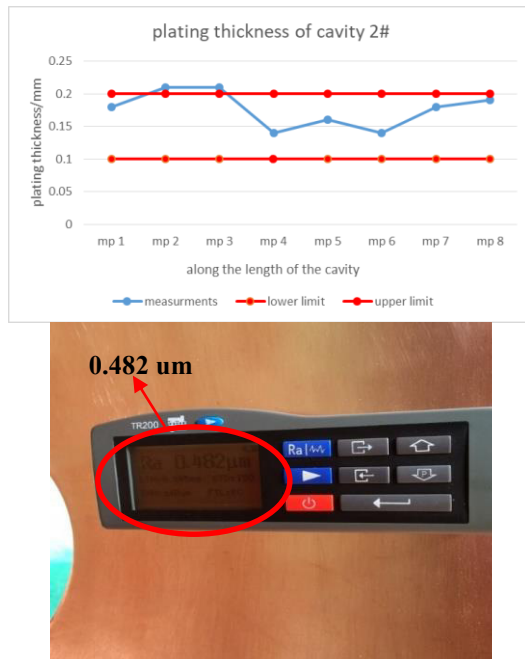 plating thickness of cavity 2#
plating thickness/mm
0.25
0.2
0.15
0.1
0.05
0
mp 1 mp 2 mp 3 mp 4 mp 5 mp 6 mp 7 mp 8
along the length of the cavity
measurments lower limit upper limit
0.482 um
TR200
Ra 0.482µm
Ra
P